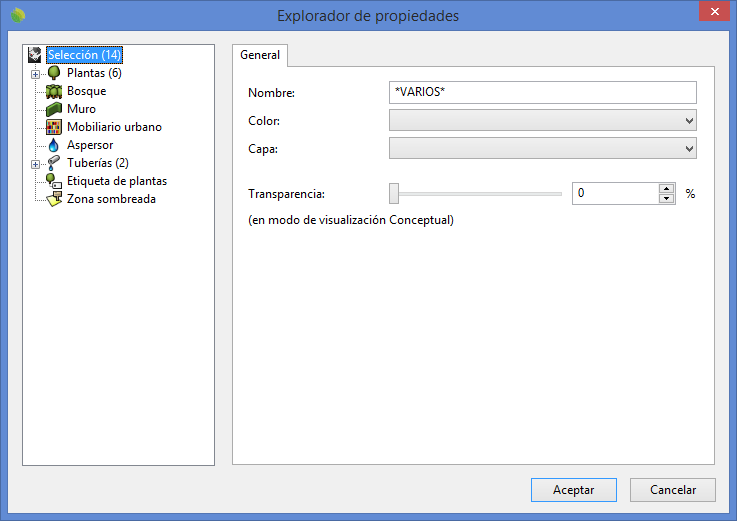 Explorador de propiedades
Selección (14)
Plantas (6)
Bosque
Muro
Mobiliario urbano
Aspersor
Tuberías (2)
Etiqueta de plantas
Zona sombreada
General
Nombre: *VARIOS*
Color:
Capa:
Transparencia: 0 %
(en modo de visualización Conceptual)
Aceptar Cancelar